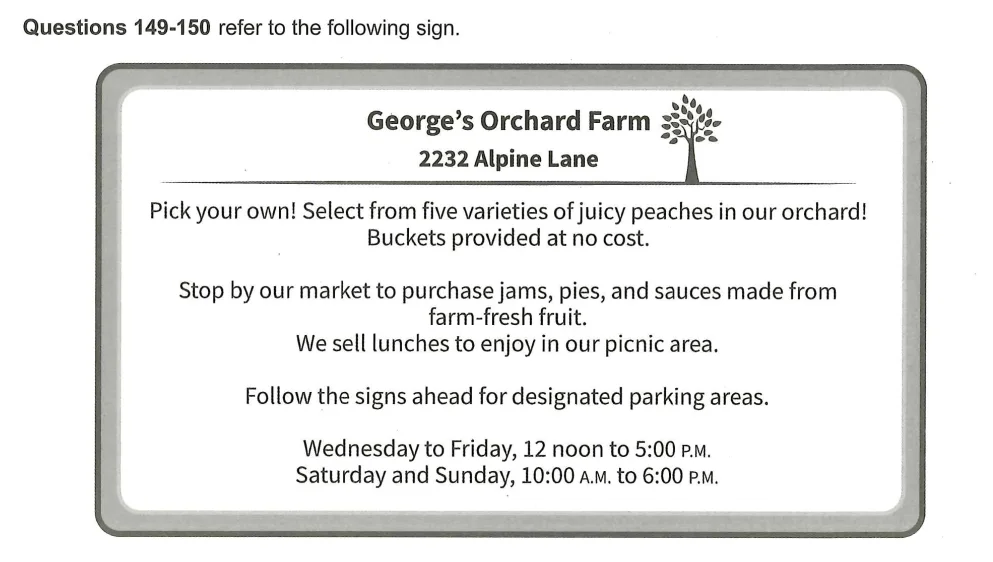 Questions 149-150 refer to the following sign.
George's Orchard Farm
2232 Alpine Lane
Pick your own! Select from five varieties of juicy peaches in our orchard!
Buckets provided at no cost.
Stop by our market to purchase jams, pies, and sauces made from
farm-fresh fruit.
We sell lunches to enjoy in our picnic area.
Follow the signs ahead for designated parking areas.
Wednesday to Friday, 12 noon to 5:00 P.M.
Saturday and Sunday, 10:00 A.M. to 6:00 P.M.